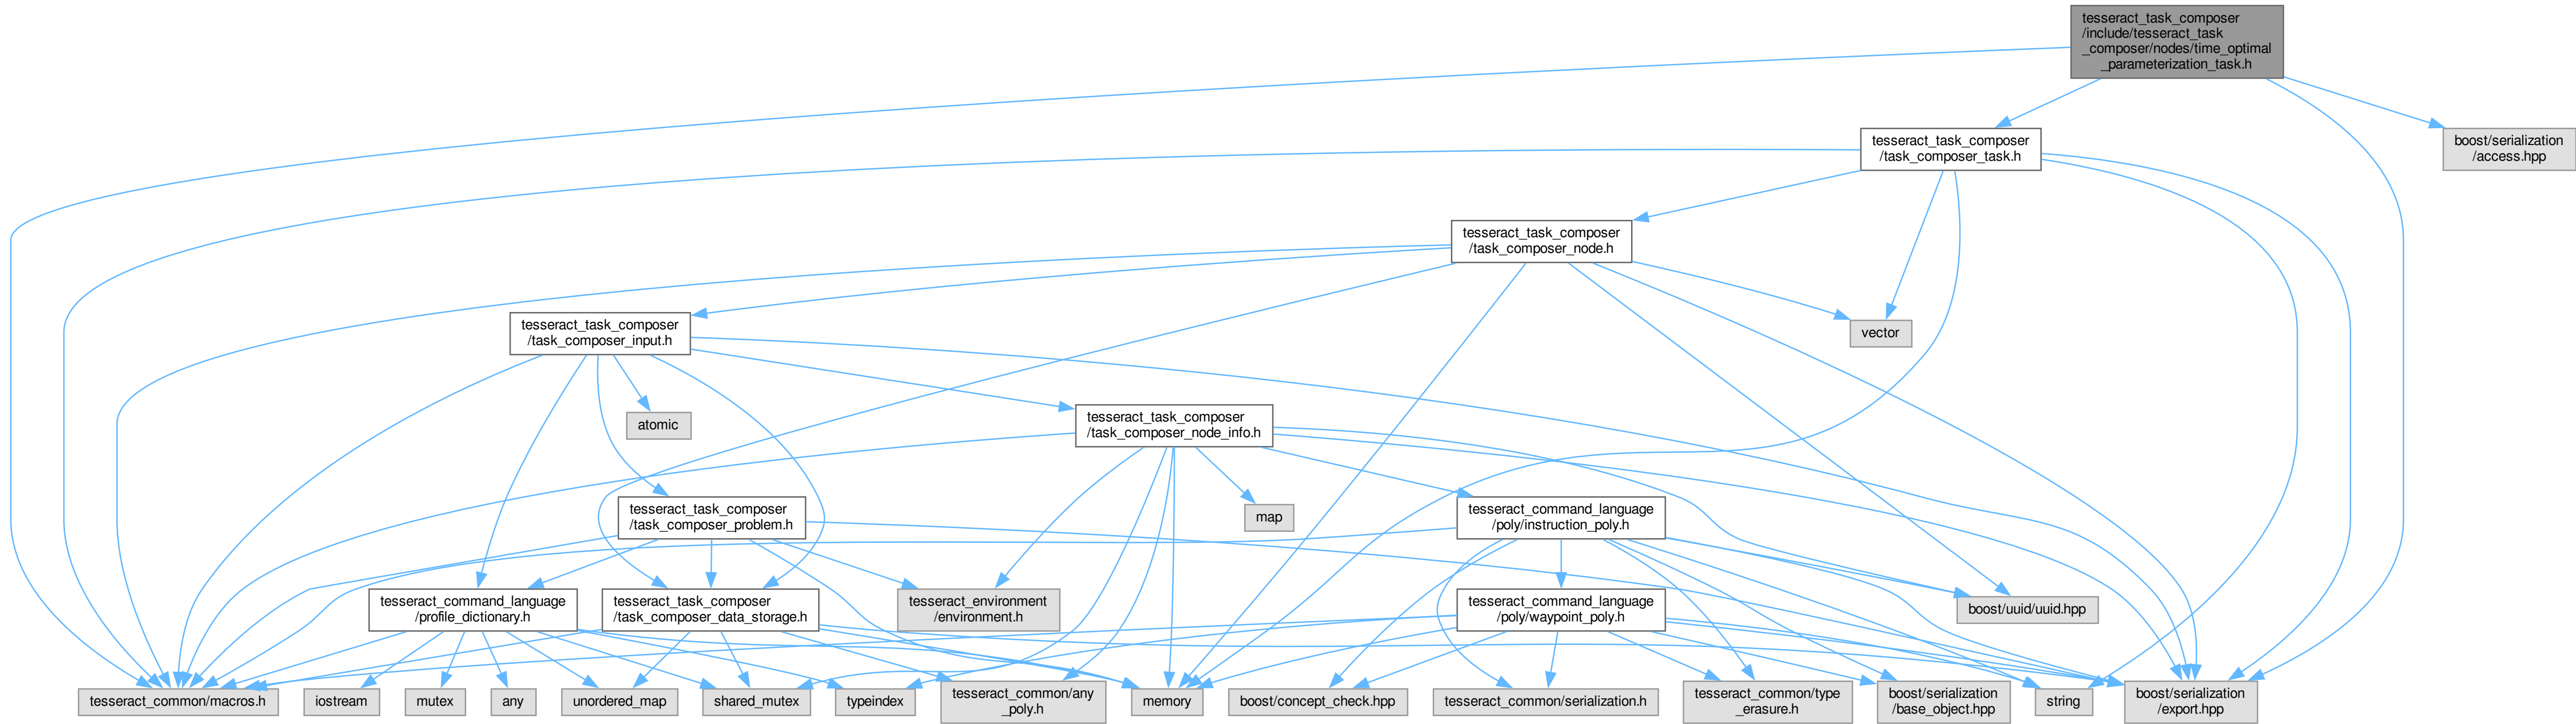 tesseract_task_composer
/include/tesseract_task
_composer/nodes/time_optimal
_parameterization_task.h
tesseract_task_composer
/task_composer_task.h
boost/serialization
/access.hpp
tesseract_task_composer
/task_composer_node.h
tesseract_task_composer
/task_composer_input.h
vector
atomic
tesseract_task_composer
/task_composer_node_info.h
tesseract_task_composer
/task_composer_problem.h
map
tesseract_command_language
/poly/instruction_poly.h
tesseract_command_language
/profile_dictionary.h
tesseract_task_composer
/task_composer_data_storage.h
tesseract_environment
/environment.h
tesseract_command_language
/poly/waypoint_poly.h
boost/uuid/uuid.hpp
tesseract_common/macros.h
iostream
mutex
any
unordered_map
shared_mutex
typeindex
tesseract_common/any
_poly.h
memory
boost/concept_check.hpp
tesseract_common/serialization.h
tesseract_common/type
_erasure.h
boost/serialization
/base_object.hpp
string
boost/serialization
/export.hpp